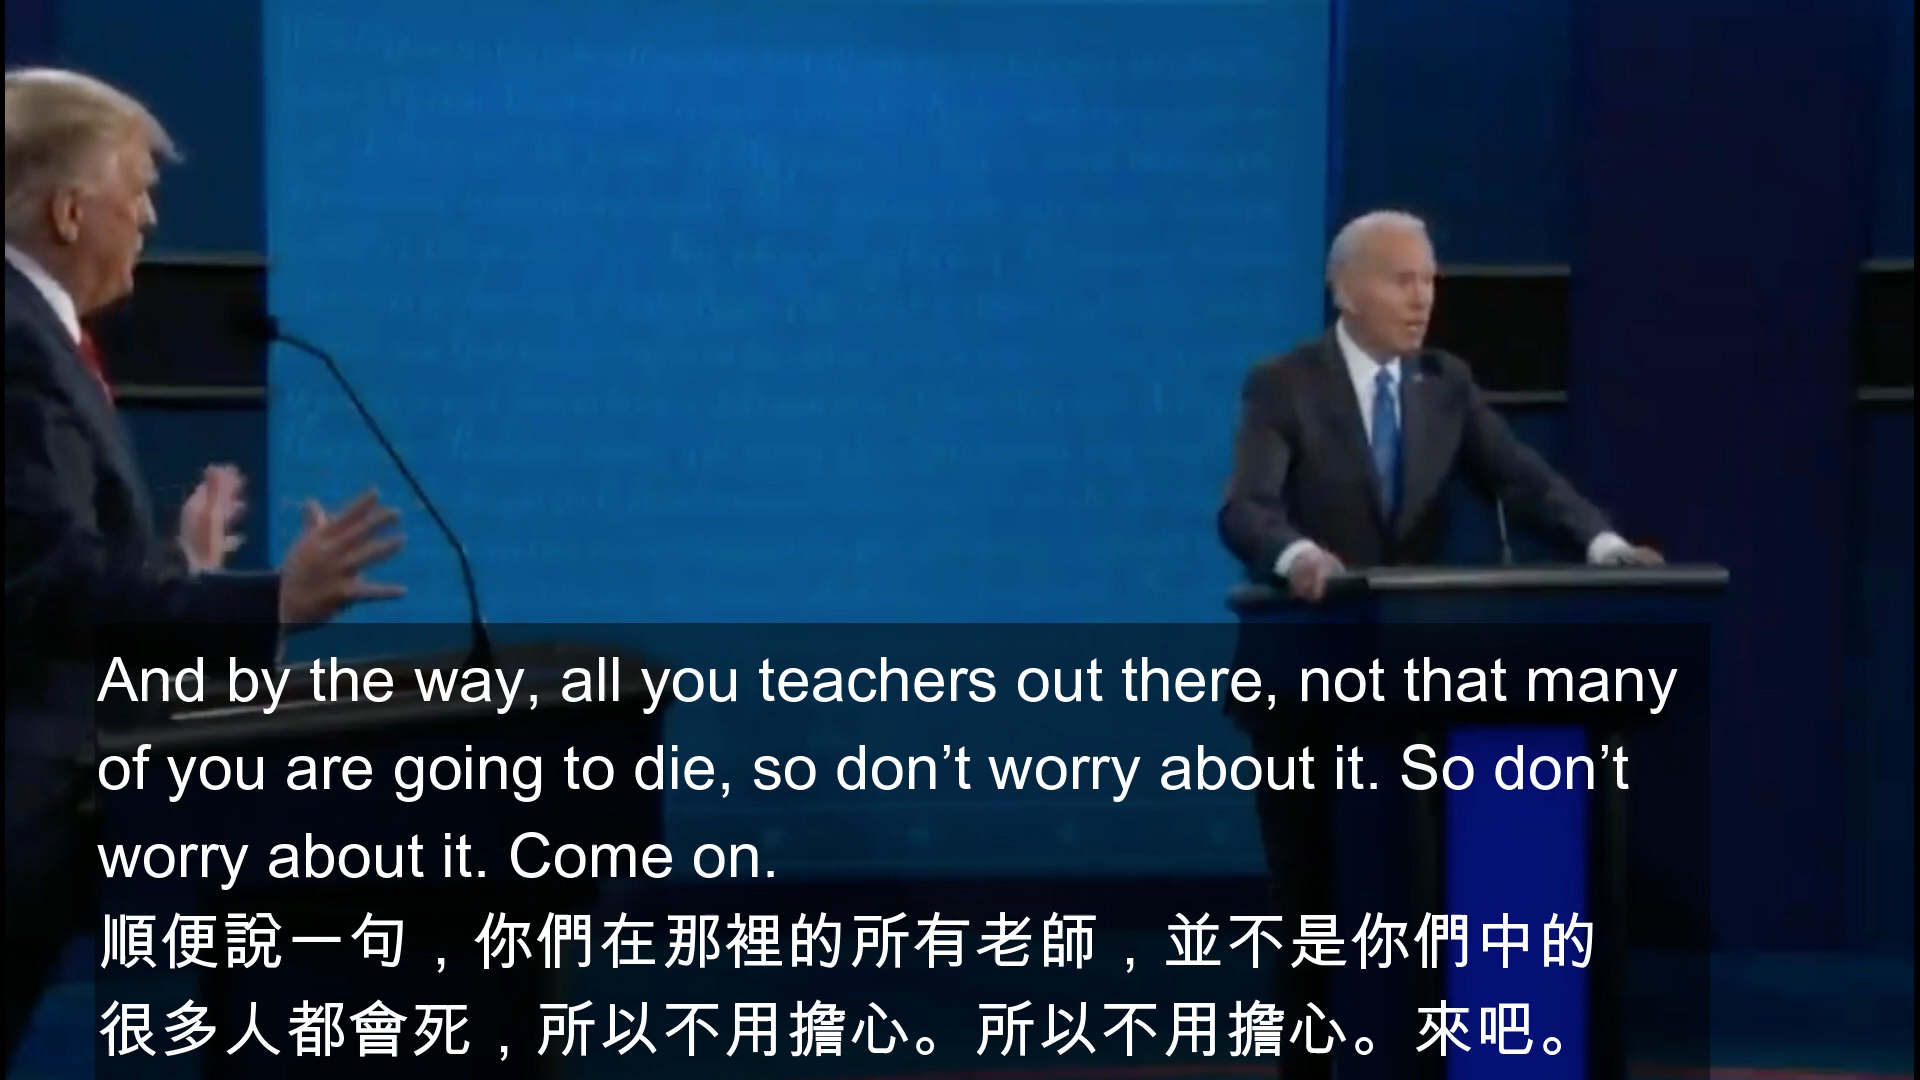 And by the way, all you teachers out there, not that many
of you are going to die, so don’t worry about it. So don’t
worry about it. Come on.
順便說一句，你們在那裡的所有老師，並不是你們中的
很多人都會死，所以不用擔心。所以不用擔心。來吧。